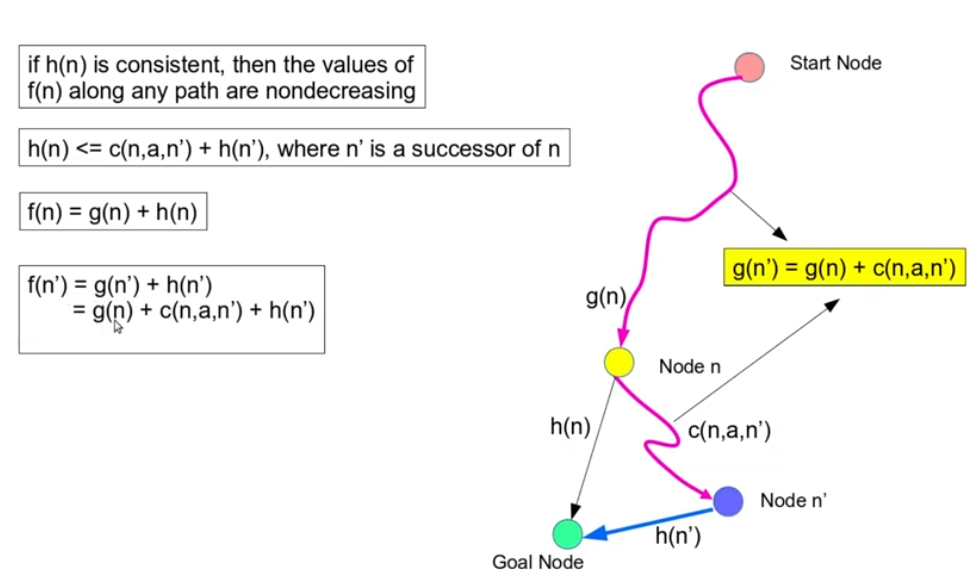 if h(n) is consistent, then the values of
f(n) along any path are nondecreasing
h(n) <= c(n,a,n’) + h(n’), where n’ is a successor of n
f(n) = g(n) + h(n)
f(n’) = g(n’) + h(n’)
= g(n) + c(n,a,n’) + h(n’)
Start Node
g(n’) = g(n) + c(n,a,n’)
g(n)
Node n
h(n)
c(n,a,n’)
Node n’
h(n’)
Goal Node